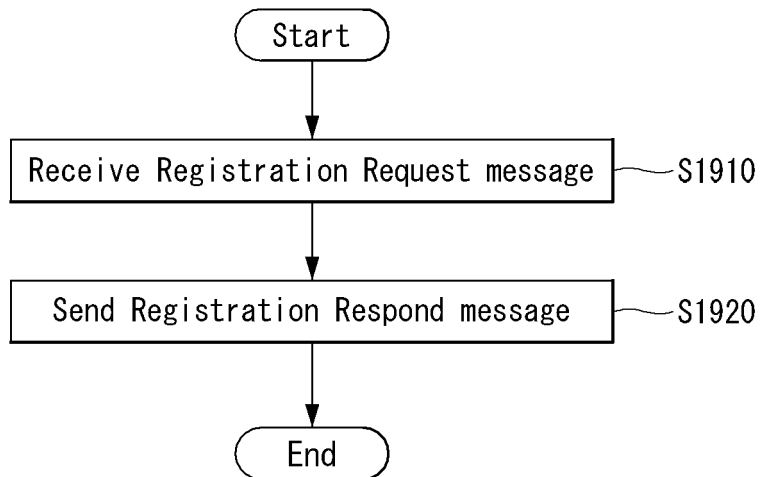 Start
Receive Registration Request message
S1910
Send Registration Respond message
S1920
End